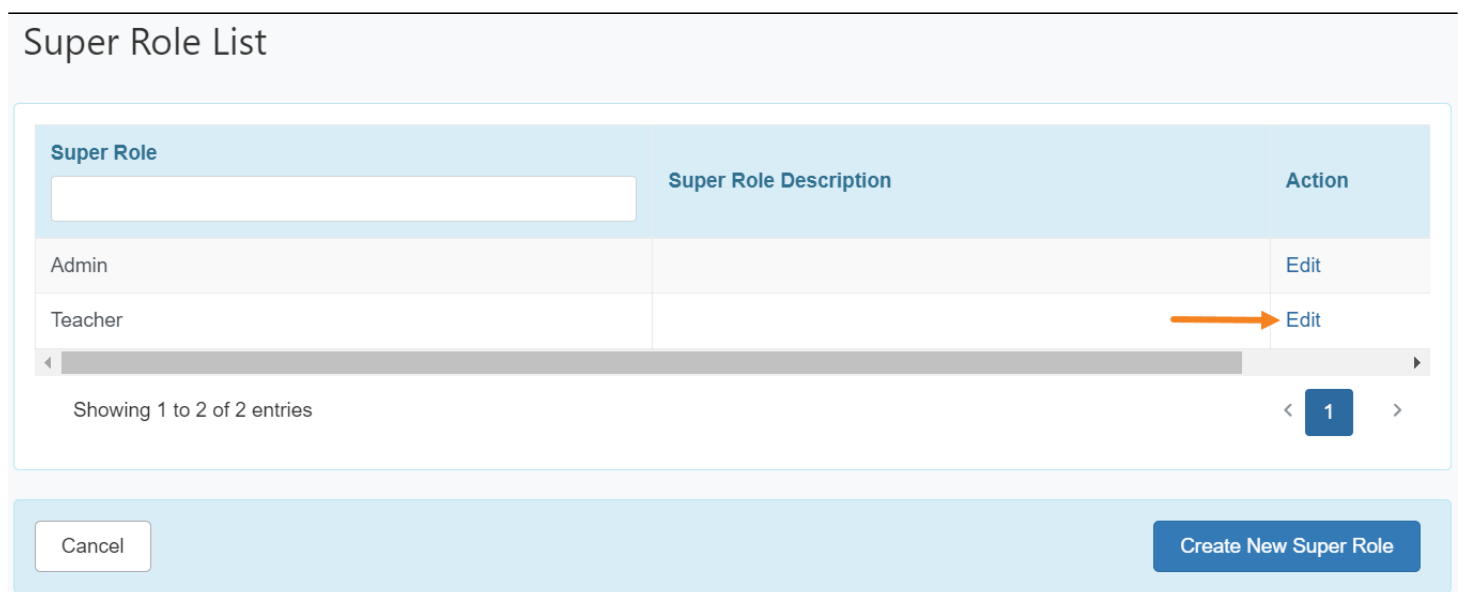 Super Role List
Super Role
Super Role Description
Action
Admin
Edit
Teacher
Edit
Showing 1 to 2 of 2 entries
< 1 >
Cancel
Create New Super Role